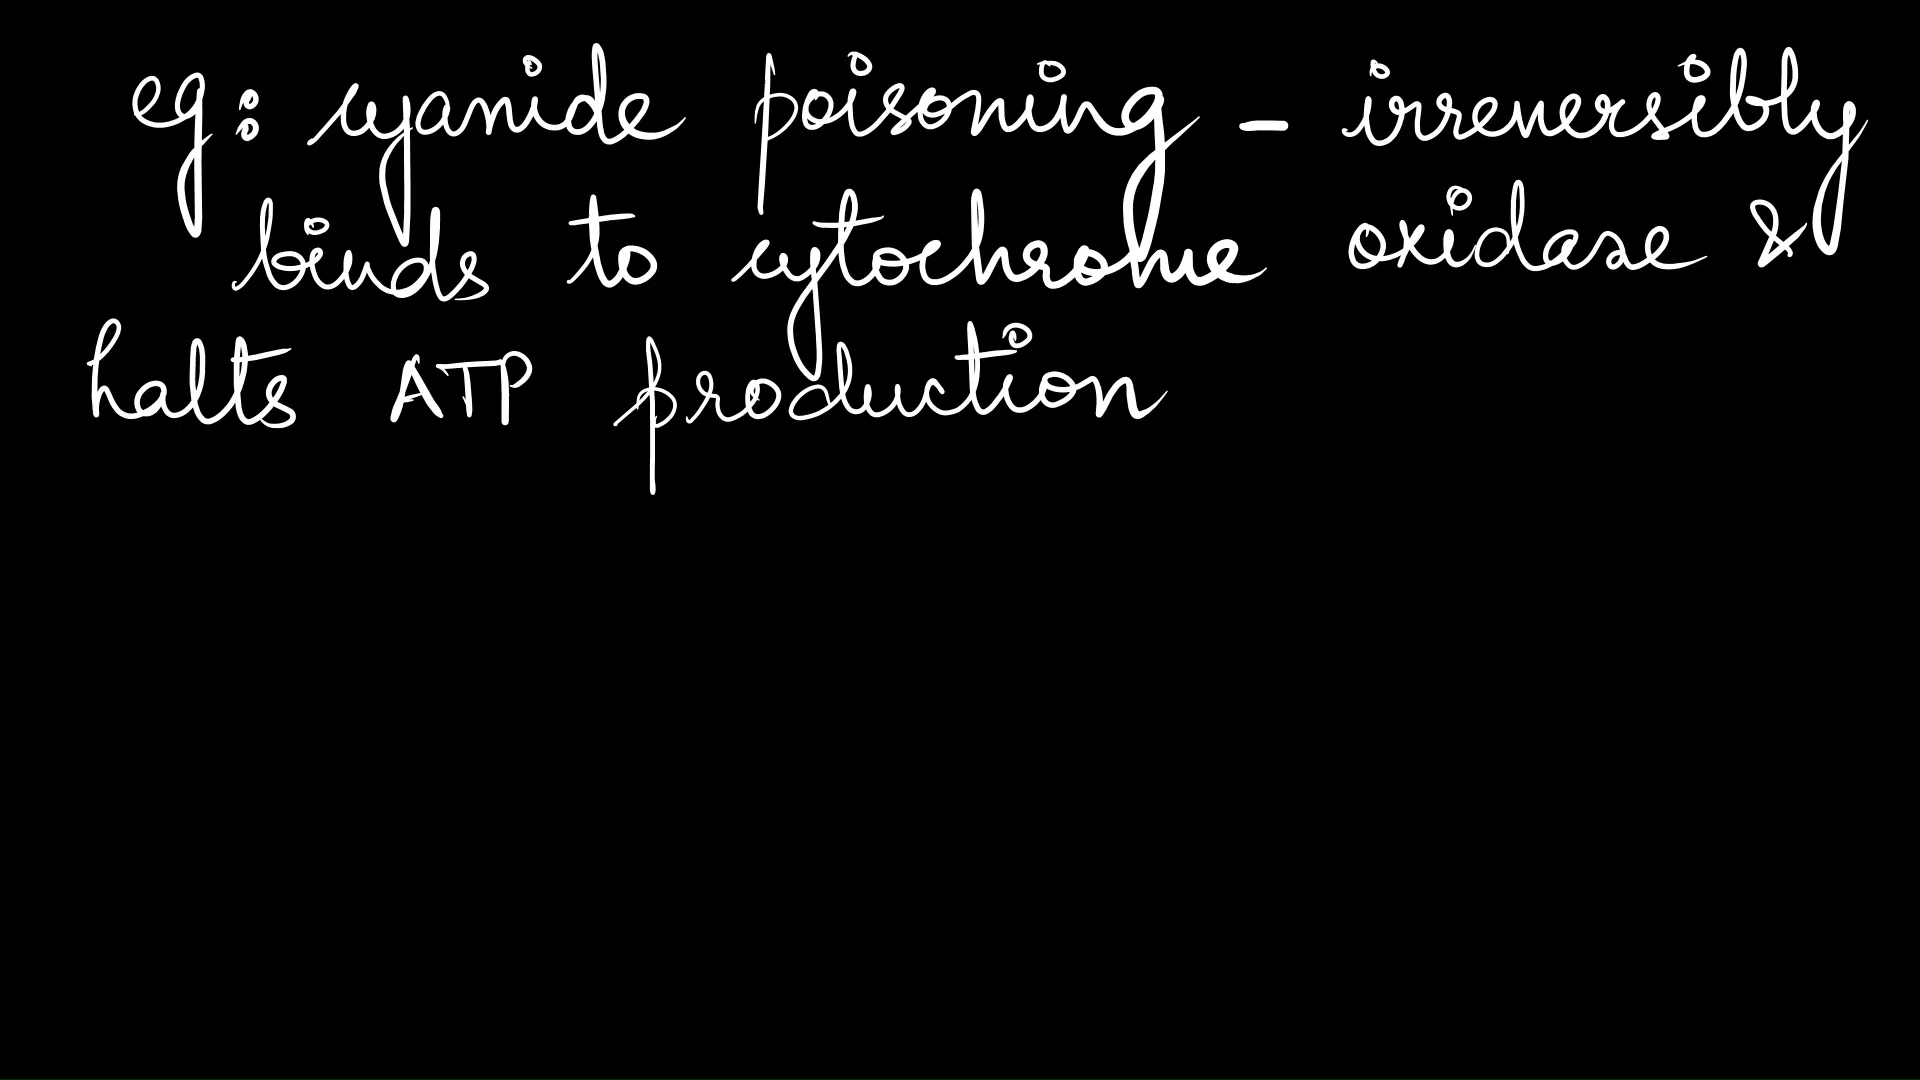 eg: cyanide poisoning - irreversibly
binds to cytochrome oxidase &
halts ATP production